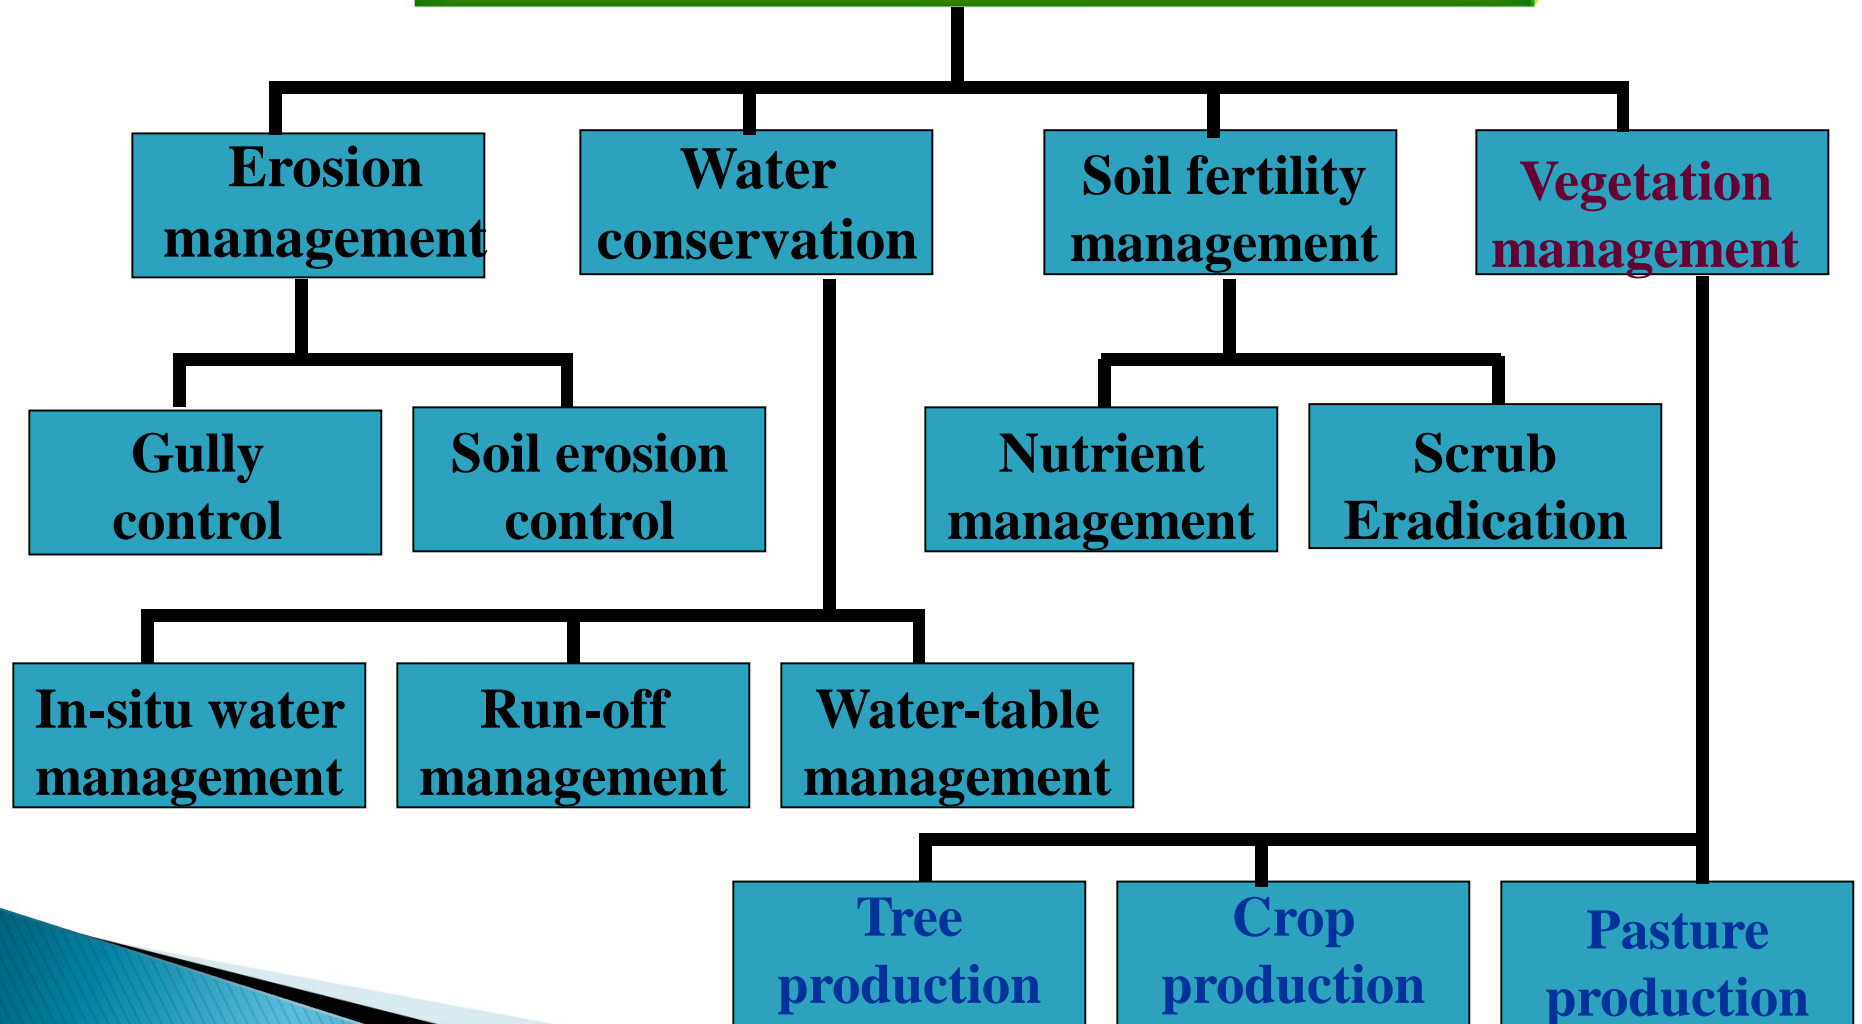 Erosion
management
Water
conservation
Soil fertility
management
Vegetation
management
Gully
control
Soil erosion
control
Nutrient
management
Scrub
Eradication
In-situ water
management
Run-off
management
Water-table
management
Tree
production
Crop
production
Pasture
production